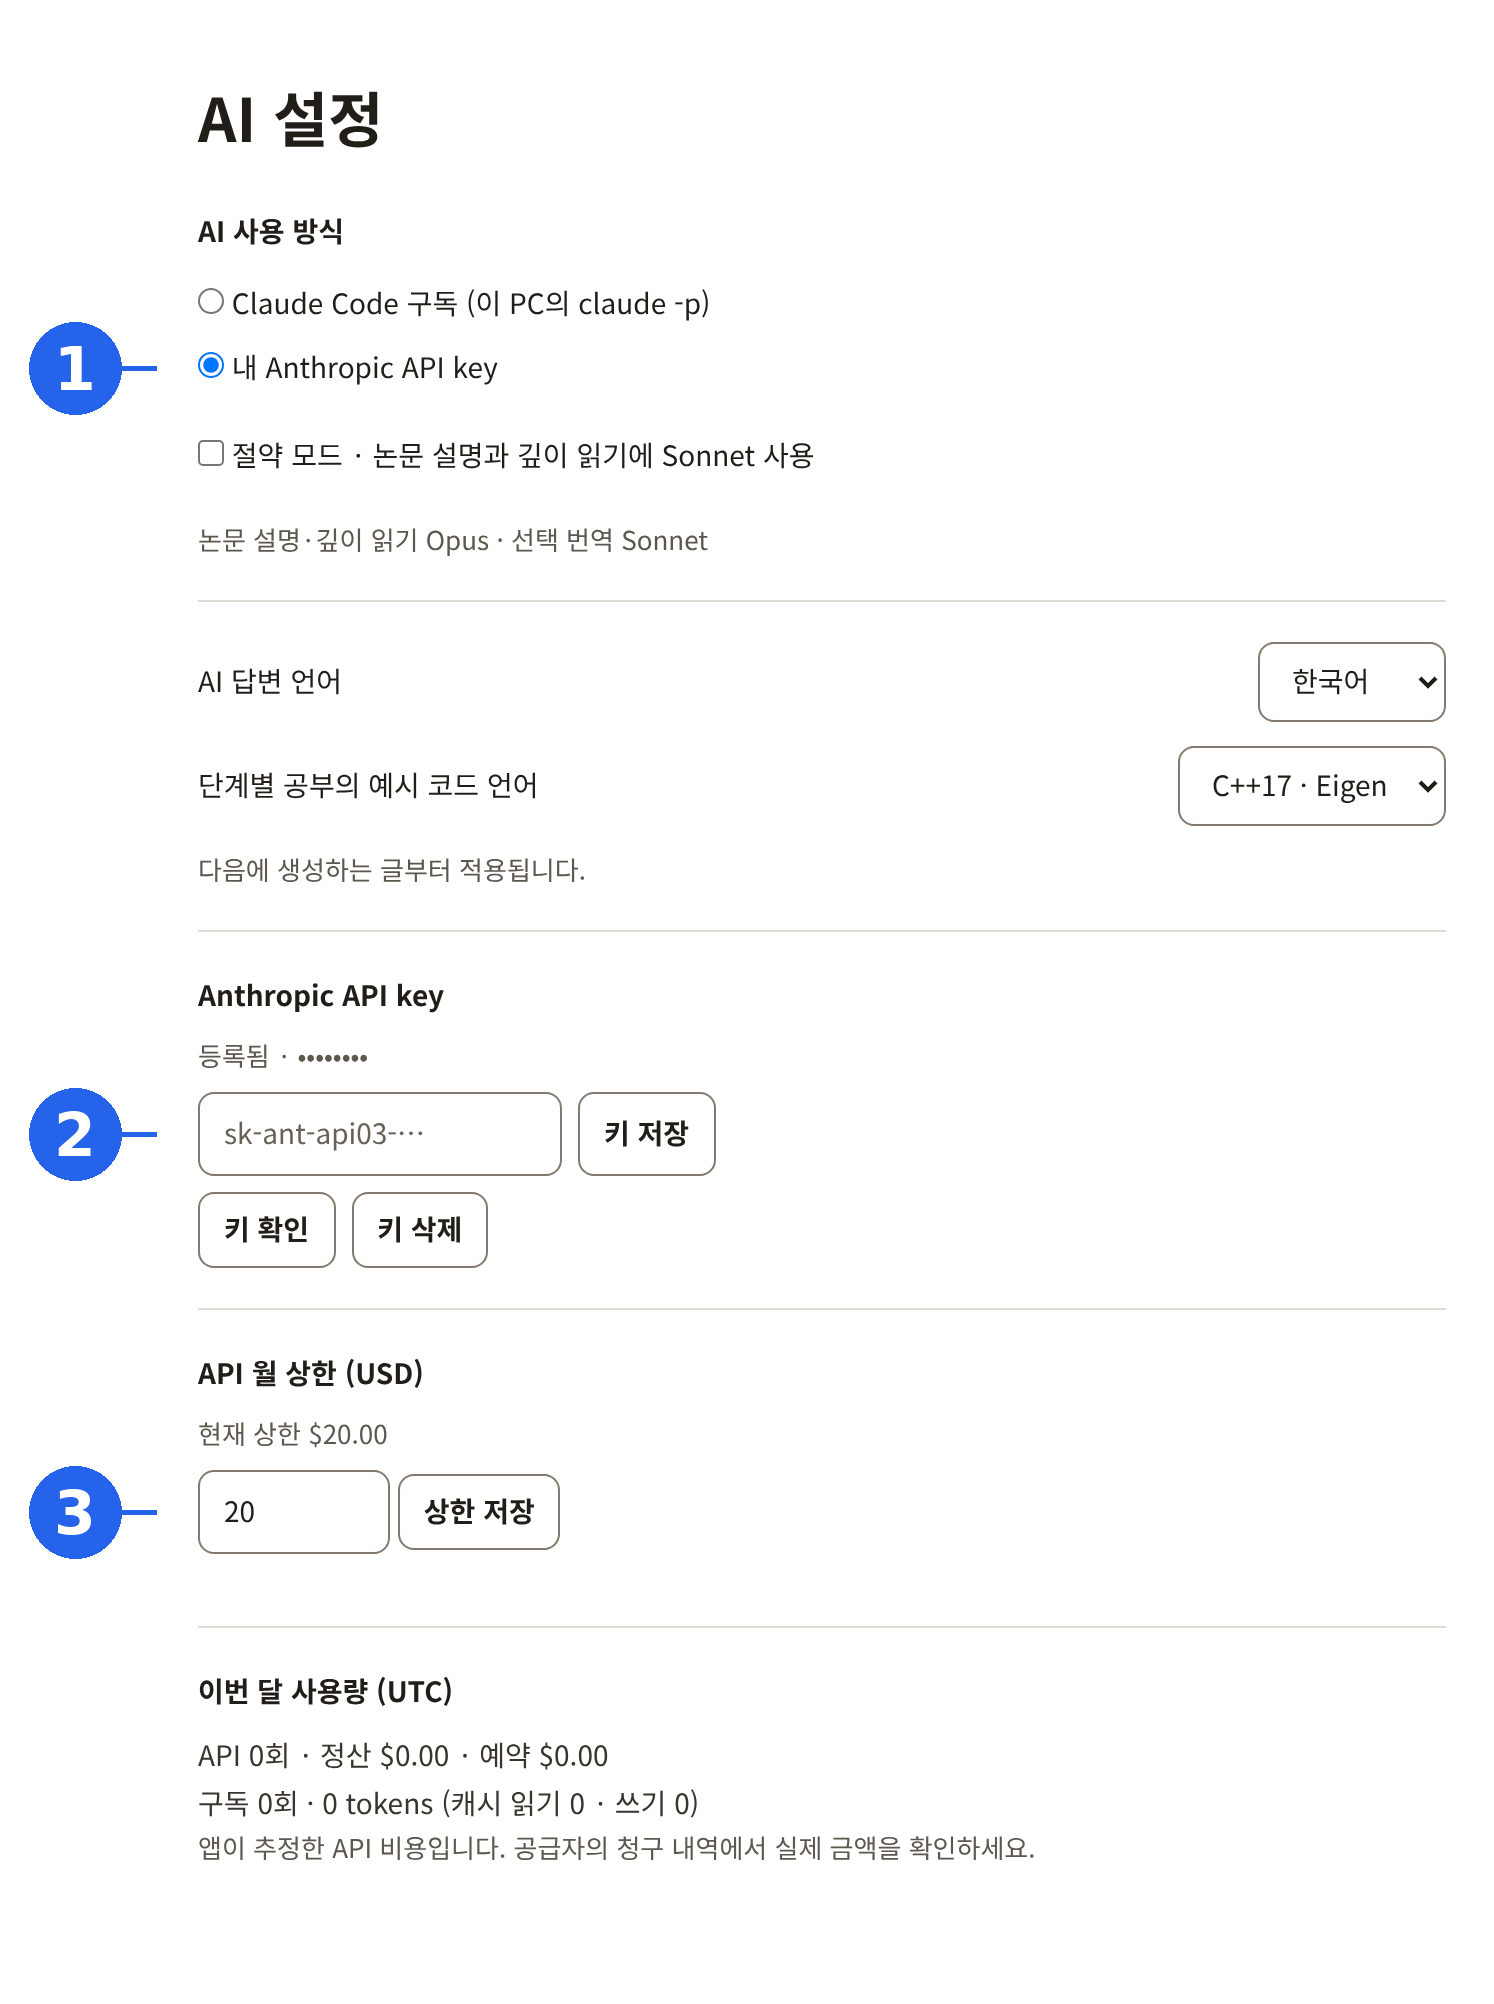 AI 설정
AI 사용 방식
Claude Code 구독 (이 PC의 claude -p)
1
내 Anthropic API key
절약 모드 · 논문 설명과 깊이 읽기에 Sonnet 사용
논문 설명·깊이 읽기 Opus · 선택 번역 Sonnet
AI 답변 언어 한국어
단계별 공부의 예시 코드 언어 C++17 · Eigen
다음에 생성하는 글부터 적용됩니다.
Anthropic API key
등록됨 · ••••••••
2
sk-ant-api03-··· 키 저장
키 확인 키 삭제
API 월 상한 (USD)
현재 상한 $20.00
3
20 상한 저장
이번 달 사용량 (UTC)
API 0회 · 정산 $0.00 · 예약 $0.00
구독 0회 · 0 tokens (캐시 읽기 0 · 쓰기 0)
앱이 추정한 API 비용입니다. 공급자의 청구 내역에서 실제 금액을 확인하세요.